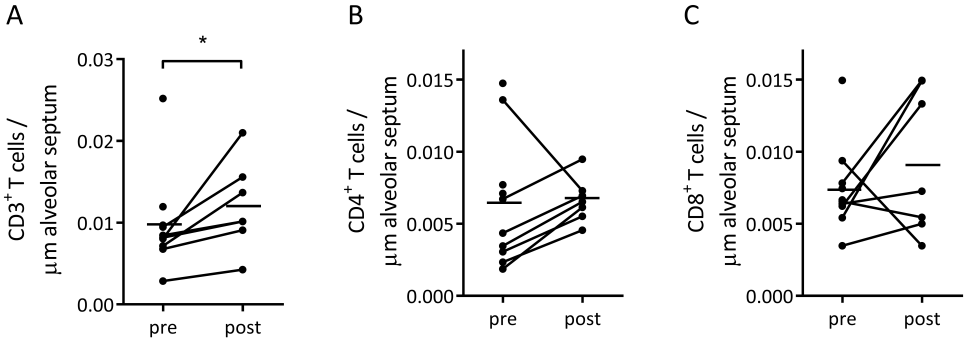 A
CD3+ T cells /
μm alveolar septum
0.03
0.02
0.01
0.00
*
pre
post
B
CD4+ T cells /
μm alveolar septum
0.015
0.010
0.005
0.000
pre
post
C
CD8+ T cells /
μm alveolar septum
0.015
0.010
0.005
0.000
pre
post